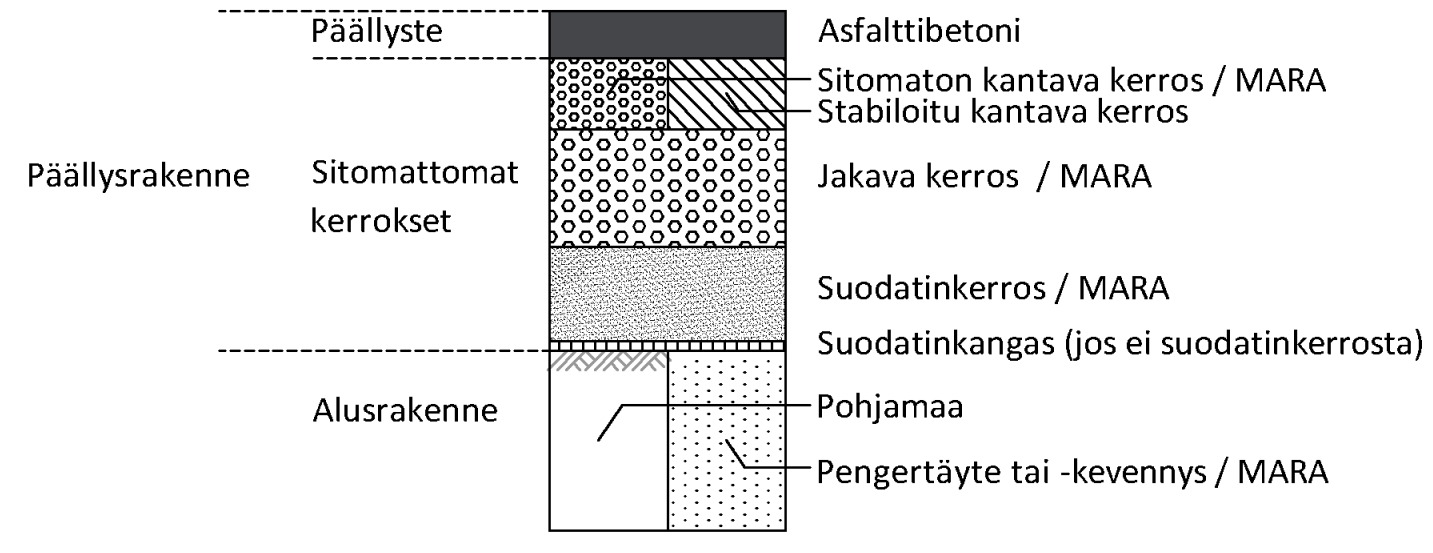 Päällyste
Asfalttibetoni
Sitomaton kantava kerros / MARA
Stabiloitu kantava kerros
Päällysrakenne
Sitomattomat
kerrokset
Jakava kerros / MARA
Suodatinkerros / MARA
Suodatinkangas (jos ei suodatinkerrosta)
Alusrakenne
Pohjamaa
Pengertäyte tai -kevennys / MARA